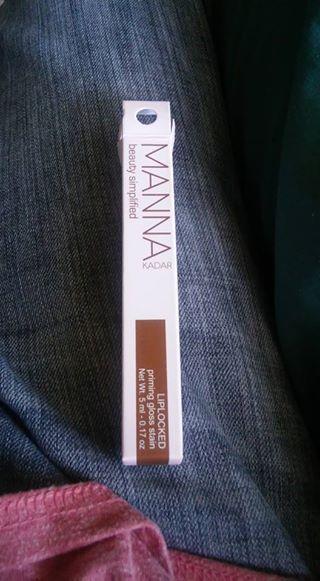 MANNA
KADAR
beauty simplified
LIPLOCKED
priming gloss stain
Net Wt. 5 ml - 0.17 oz